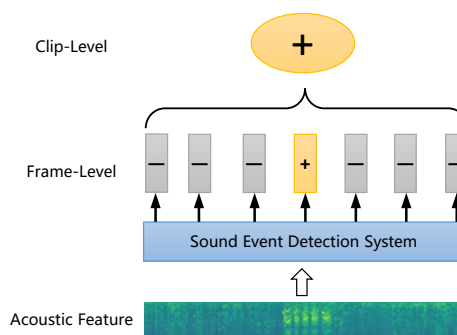 Clip-Level
+
Frame-Level
— — — + — — —
Sound Event Detection System
Acoustic Feature